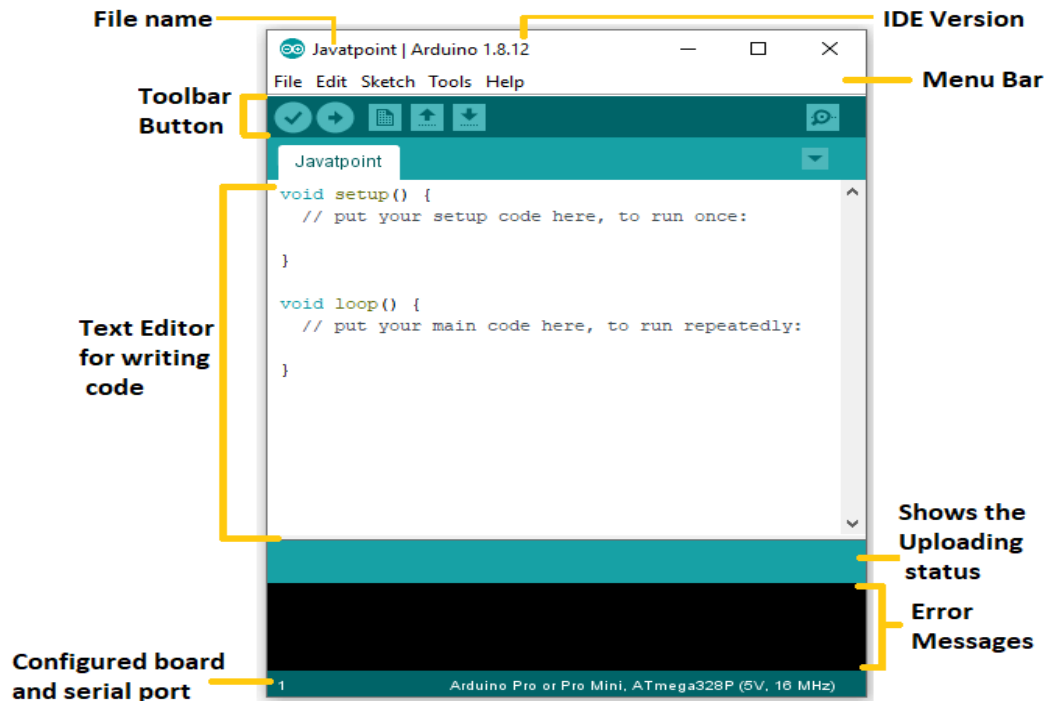 File name
IDE Version
Javatpoint | Arduino 1.8.12
File Edit Sketch Tools Help
Menu Bar
Toolbar
Button
Javatpoint
void setup() {
// put your setup code here, to run once:
}
void loop() {
// put your main code here, to run repeatedly:
}
Text Editor
for writing
code
Shows the
Uploading
status
Error
Messages
Configured board
and serial port
1
Arduino Pro or Pro Mini, ATmega328P (5V, 16 MHz)